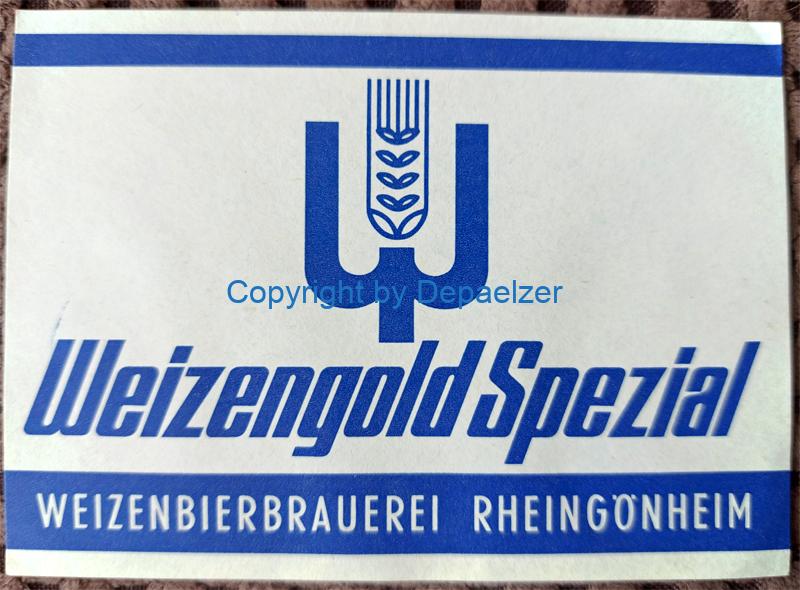 Copyright by Depaelzer
Weizengold Spezial
WEIZENBIERBRAUEREI RHEINGÖNHEIM